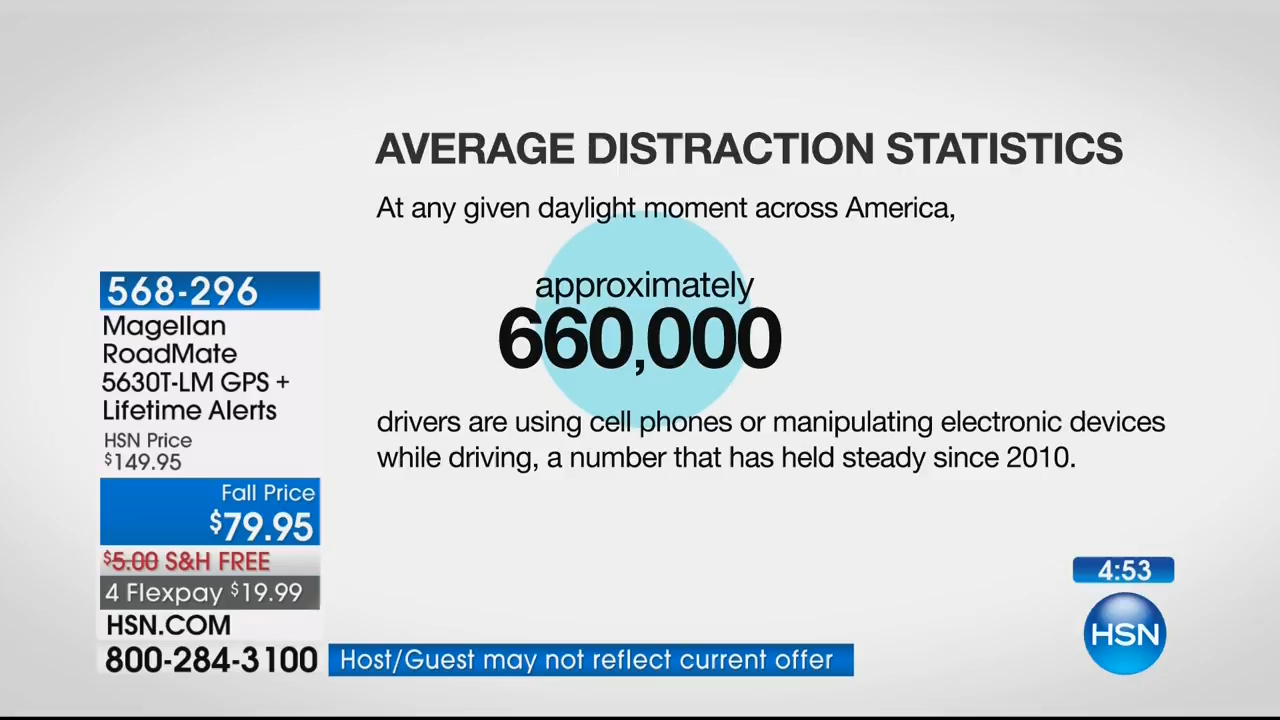 AVERAGE DISTRACTION STATISTICS
At any given daylight moment across America,
approximately
660,000
drivers are using cell phones or manipulating electronic devices
while driving, a number that has held steady since 2010.
568-296
Magellan
RoadMate
5630T-LM GPS +
Lifetime Alerts
HSN Price
$149.95
Fall Price
$79.95
$5.00 S&H FREE
4 Flexpay $19.99
HSN.COM
800-284-3100
Host/Guest may not reflect current offer
4:53
HSN